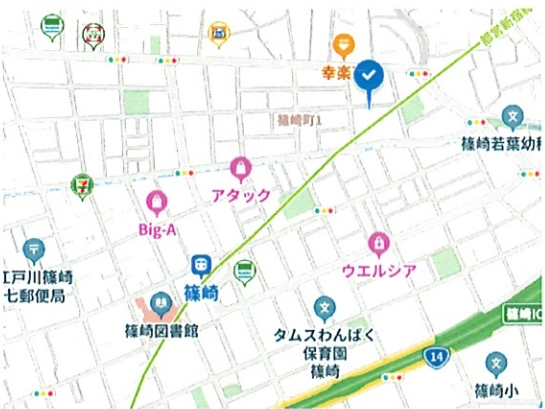 都営新宿線
幸楽
篠崎町1
篠崎若葉幼稚
アタック
7
Big-A
江戸川篠崎
七郵便局
篠崎
ウエルシア
篠崎図書館
タムスわんぱく
保育園
篠崎
篠崎IC
14
篠崎小